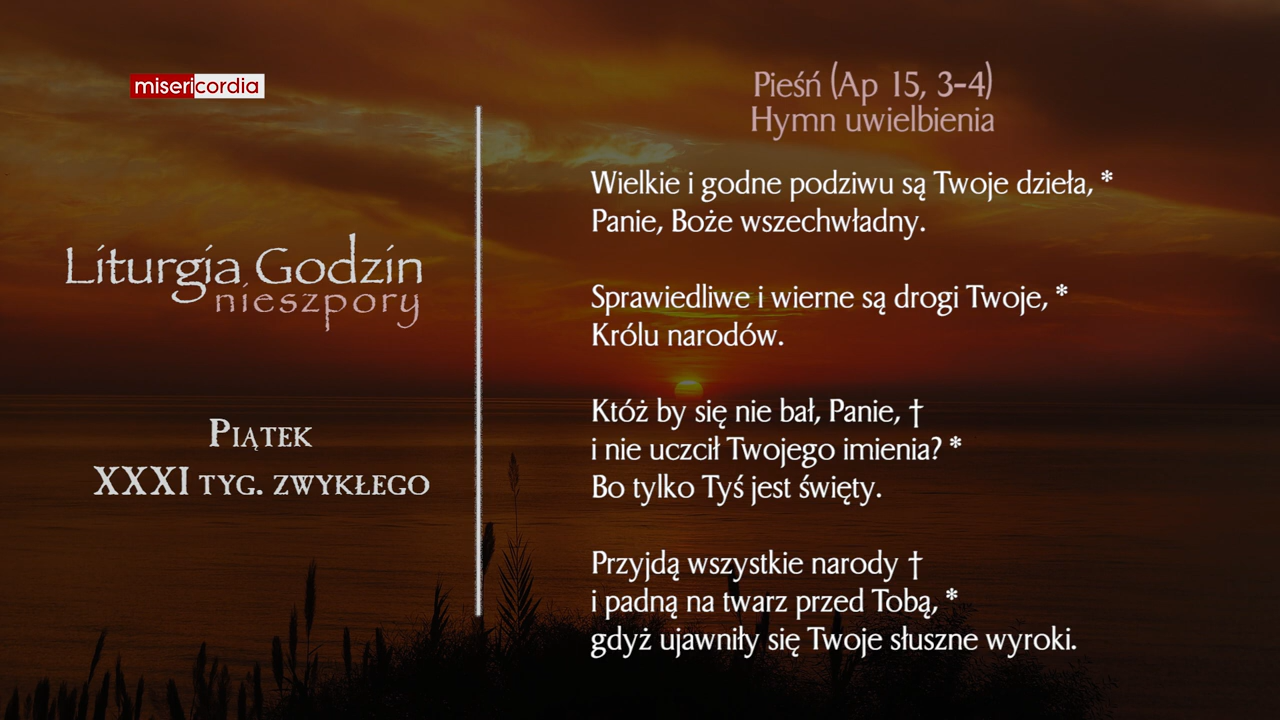 misericordia
Liturgia Godzin
nieszpory
Piątek
XXXI tyg. zwykłego
Pieśń (Ap 15, 3-4)
Hymn uwielbienia
Wielkie i godne podziwu są Twoje dzieła, *
Panie, Boże wszechwładny.
Sprawiedliwe i wierne są drogi Twoje, *
Królu narodów.
Któż by się nie bał, Panie, †
i nie uczcił Twojego imienia? *
Bo tylko Tyś jest święty.
Przyjdą wszystkie narody †
i padną na twarz przed Tobą, *
gdyż ujawniły się Twoje słuszne wyroki.